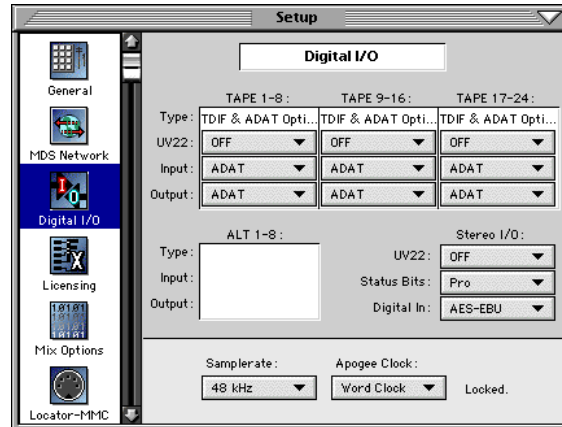 Setup
General
MDS Network
Digital I/O
Licensing
Mix Options
Locator-MMC
Digital I/O
TAPE 1-8 : TAPE 9-16 : TAPE 17-24 :
Type : TDIF & ADAT Opti... TDIF & ADAT Opti... TDIF & ADAT Opti...
UV22 : OFF OFF OFF
Input : ADAT ADAT ADAT
Output : ADAT ADAT ADAT
ALT 1-8 :
Type :
Input :
Output :
Stereo I/O :
UV22 : OFF
Status Bits : Pro
Digital In : AES-EBU
Samplerate : Apogee Clock :
48 kHz Word Clock Locked.